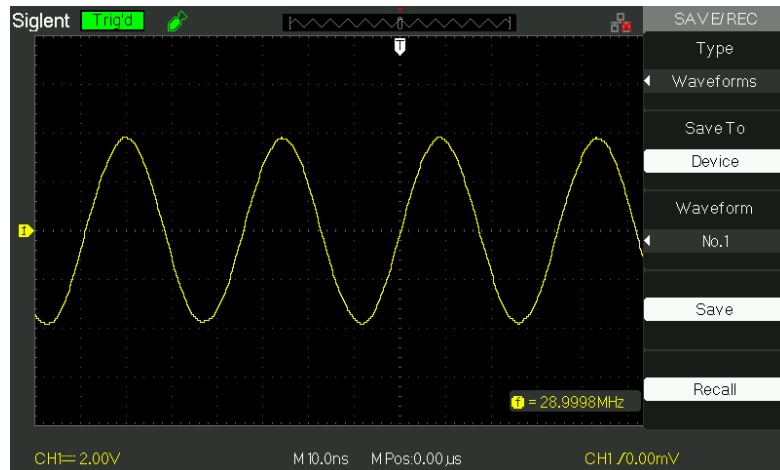 Siglent Trig'd
SAVE/REC
Type
Waveforms
Save To
Device
Waveform
No.1
Save
Recall
T
f = 28.9998MHz
CH1 2.00V M 10.0ns M Pos:0.00µs CH1 /0.00mV